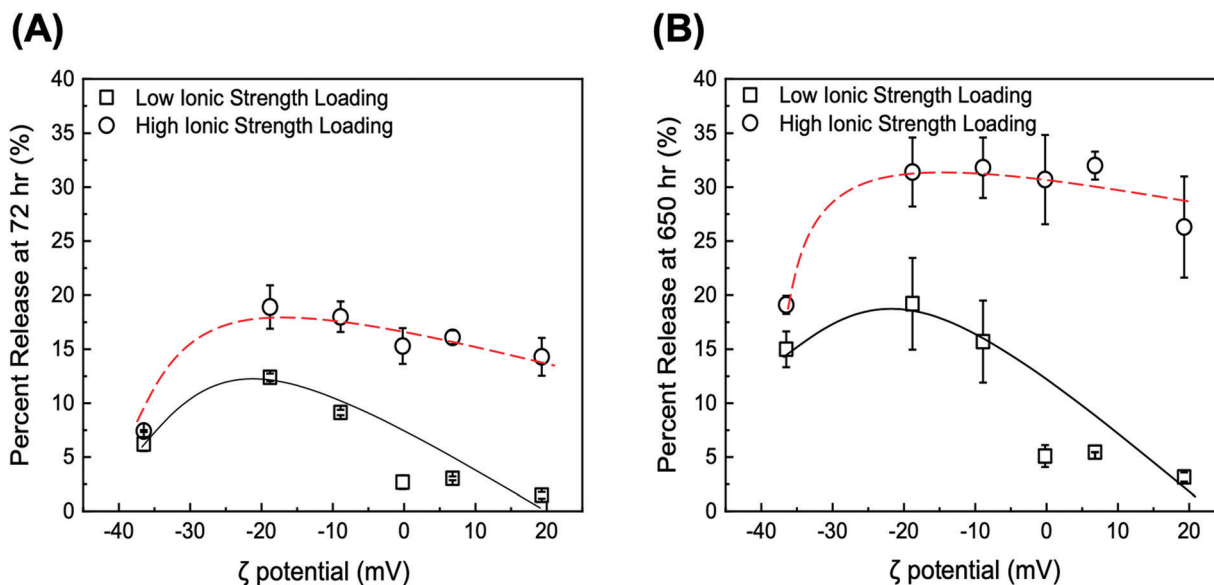 (A)
Percent Release at 72 hr (%)
40
35
30
25
20
15
10
5
0
Low Ionic Strength Loading
High Ionic Strength Loading
-40 -30 -20 -10 0 10 20
ζ potential (mV)
(B)
Percent Release at 650 hr (%)
40
35
30
25
20
15
10
5
0
Low Ionic Strength Loading
High Ionic Strength Loading
-40 -30 -20 -10 0 10 20
ζ potential (mV)